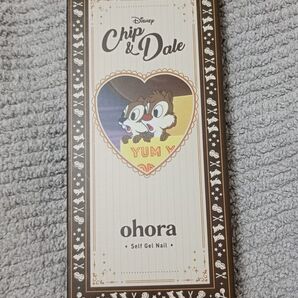 Disney
Chip
& Dale
YUM Y
ohora
• Self Gel Nail •